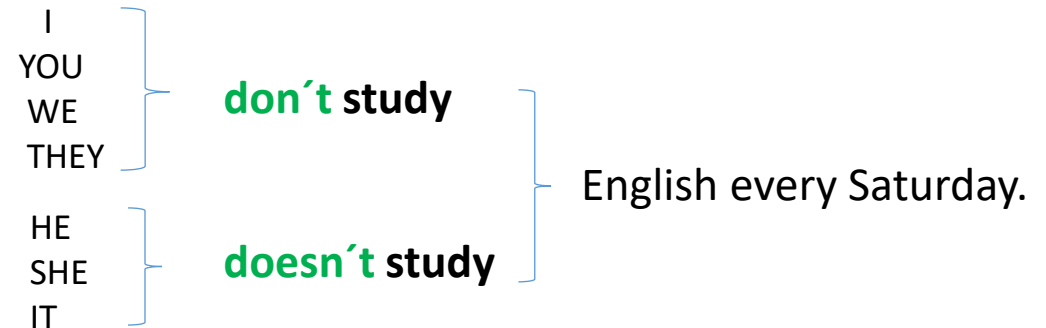 I
YOU
WE
THEY
don´t study
HE
SHE
IT
doesn´t study
English every Saturday.